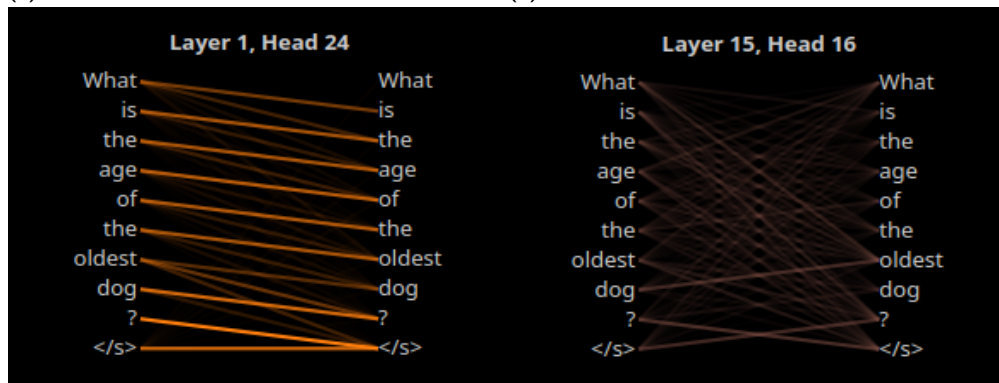 Layer 1, Head 24
What What
is is
the the
age age
of of
the the
oldest oldest
dog dog
? ?
</s> </s>
Layer 15, Head 16
What What
is is
the the
age age
of of
the the
oldest oldest
dog dog
? ?
</s> </s>